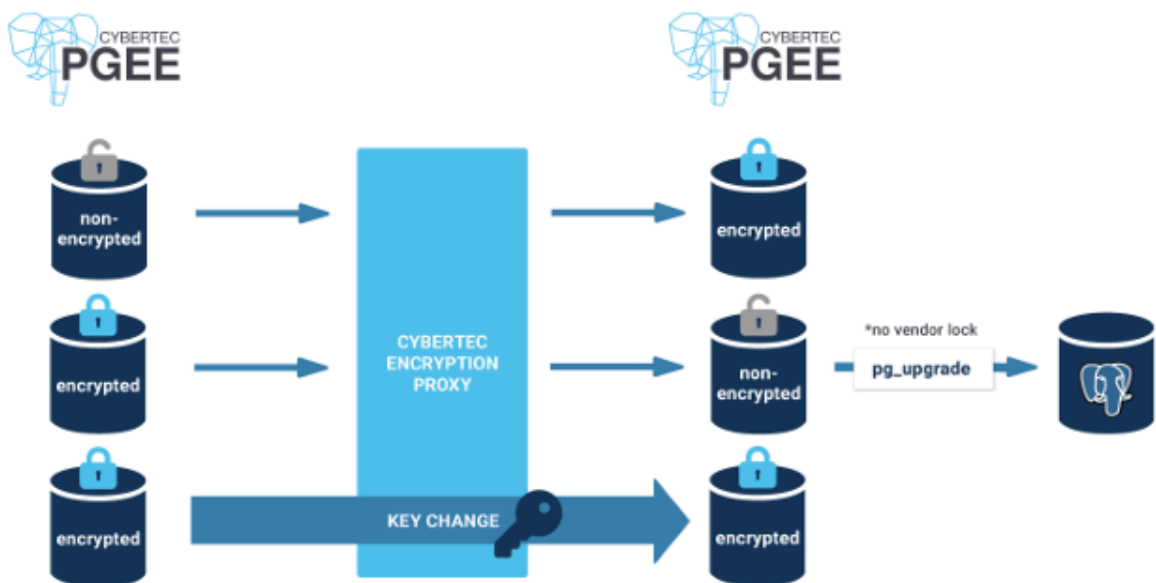 CYBERTEC
PGEE
CYBERTEC
PGEE
non-
encrypted
encrypted
encrypted
CYBERTEC
ENCRYPTION
PROXY
non-
encrypted
*no vendor lock
pg_upgrade
encrypted
KEY CHANGE
encrypted